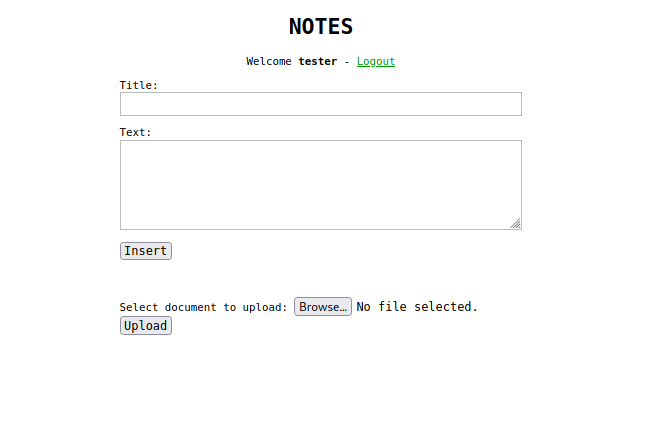 NOTES
Welcome tester - Logout
Title:
Text:
Insert
Select document to upload: Browse... No file selected.
Upload